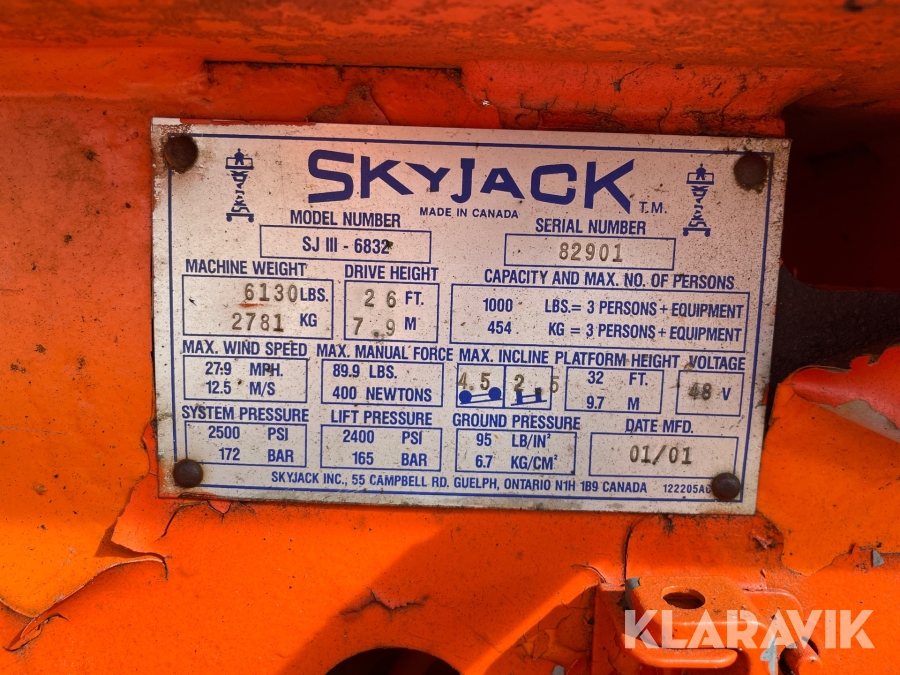 SKYJACK T.M.
MADE IN CANADA
MODEL NUMBER SERIAL NUMBER
SJ III - 6832 82901
MACHINE WEIGHT DRIVE HEIGHT CAPACITY AND MAX. NO. OF PERSONS
6130 LBS. 26 FT. 1000 LBS. = 3 PERSONS + EQUIPMENT
2781 KG 7.9 M 454 KG = 3 PERSONS + EQUIPMENT
MAX. WIND SPEED MAX. MANUAL FORCE MAX. INCLINE PLATFORM HEIGHT VOLTAGE
27.9 MPH. 89.9 LBS. 4.5 2.5 32 FT. 48 V
12.5 M/S 400 NEWTONS 9.7 M
SYSTEM PRESSURE LIFT PRESSURE GROUND PRESSURE DATE MFD.
2500 PSI 2400 PSI 95 LB/IN² 01/01
172 BAR 165 BAR 6.7 KG/CM²
SKYJACK INC., 55 CAMPBELL RD. GUELPH, ONTARIO N1H 1B9 CANADA
KLARAVIK